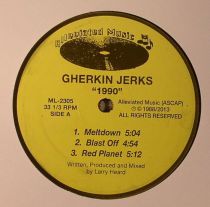 Alleviated Music
GHERKIN JERKS
"1990"
ML-2305
33 1/3 RPM
SIDE A
Alleviated Music (ASCAP)
℗ © 1988/2013
ALL RIGHTS RESERVED
1. Meltdown 5:04
2. Blast Off 4:54
3. Red Planet 5:12
Written, Produced and Mixed
by Larry Heard